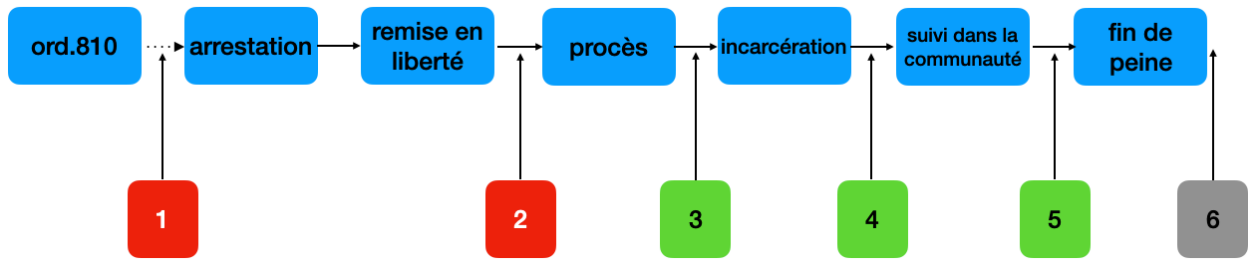 ord.810
arrestation
remise en
liberté
procès
incarcération
suivi dans la
communauté
fin de
peine
1
2
3
4
5
6